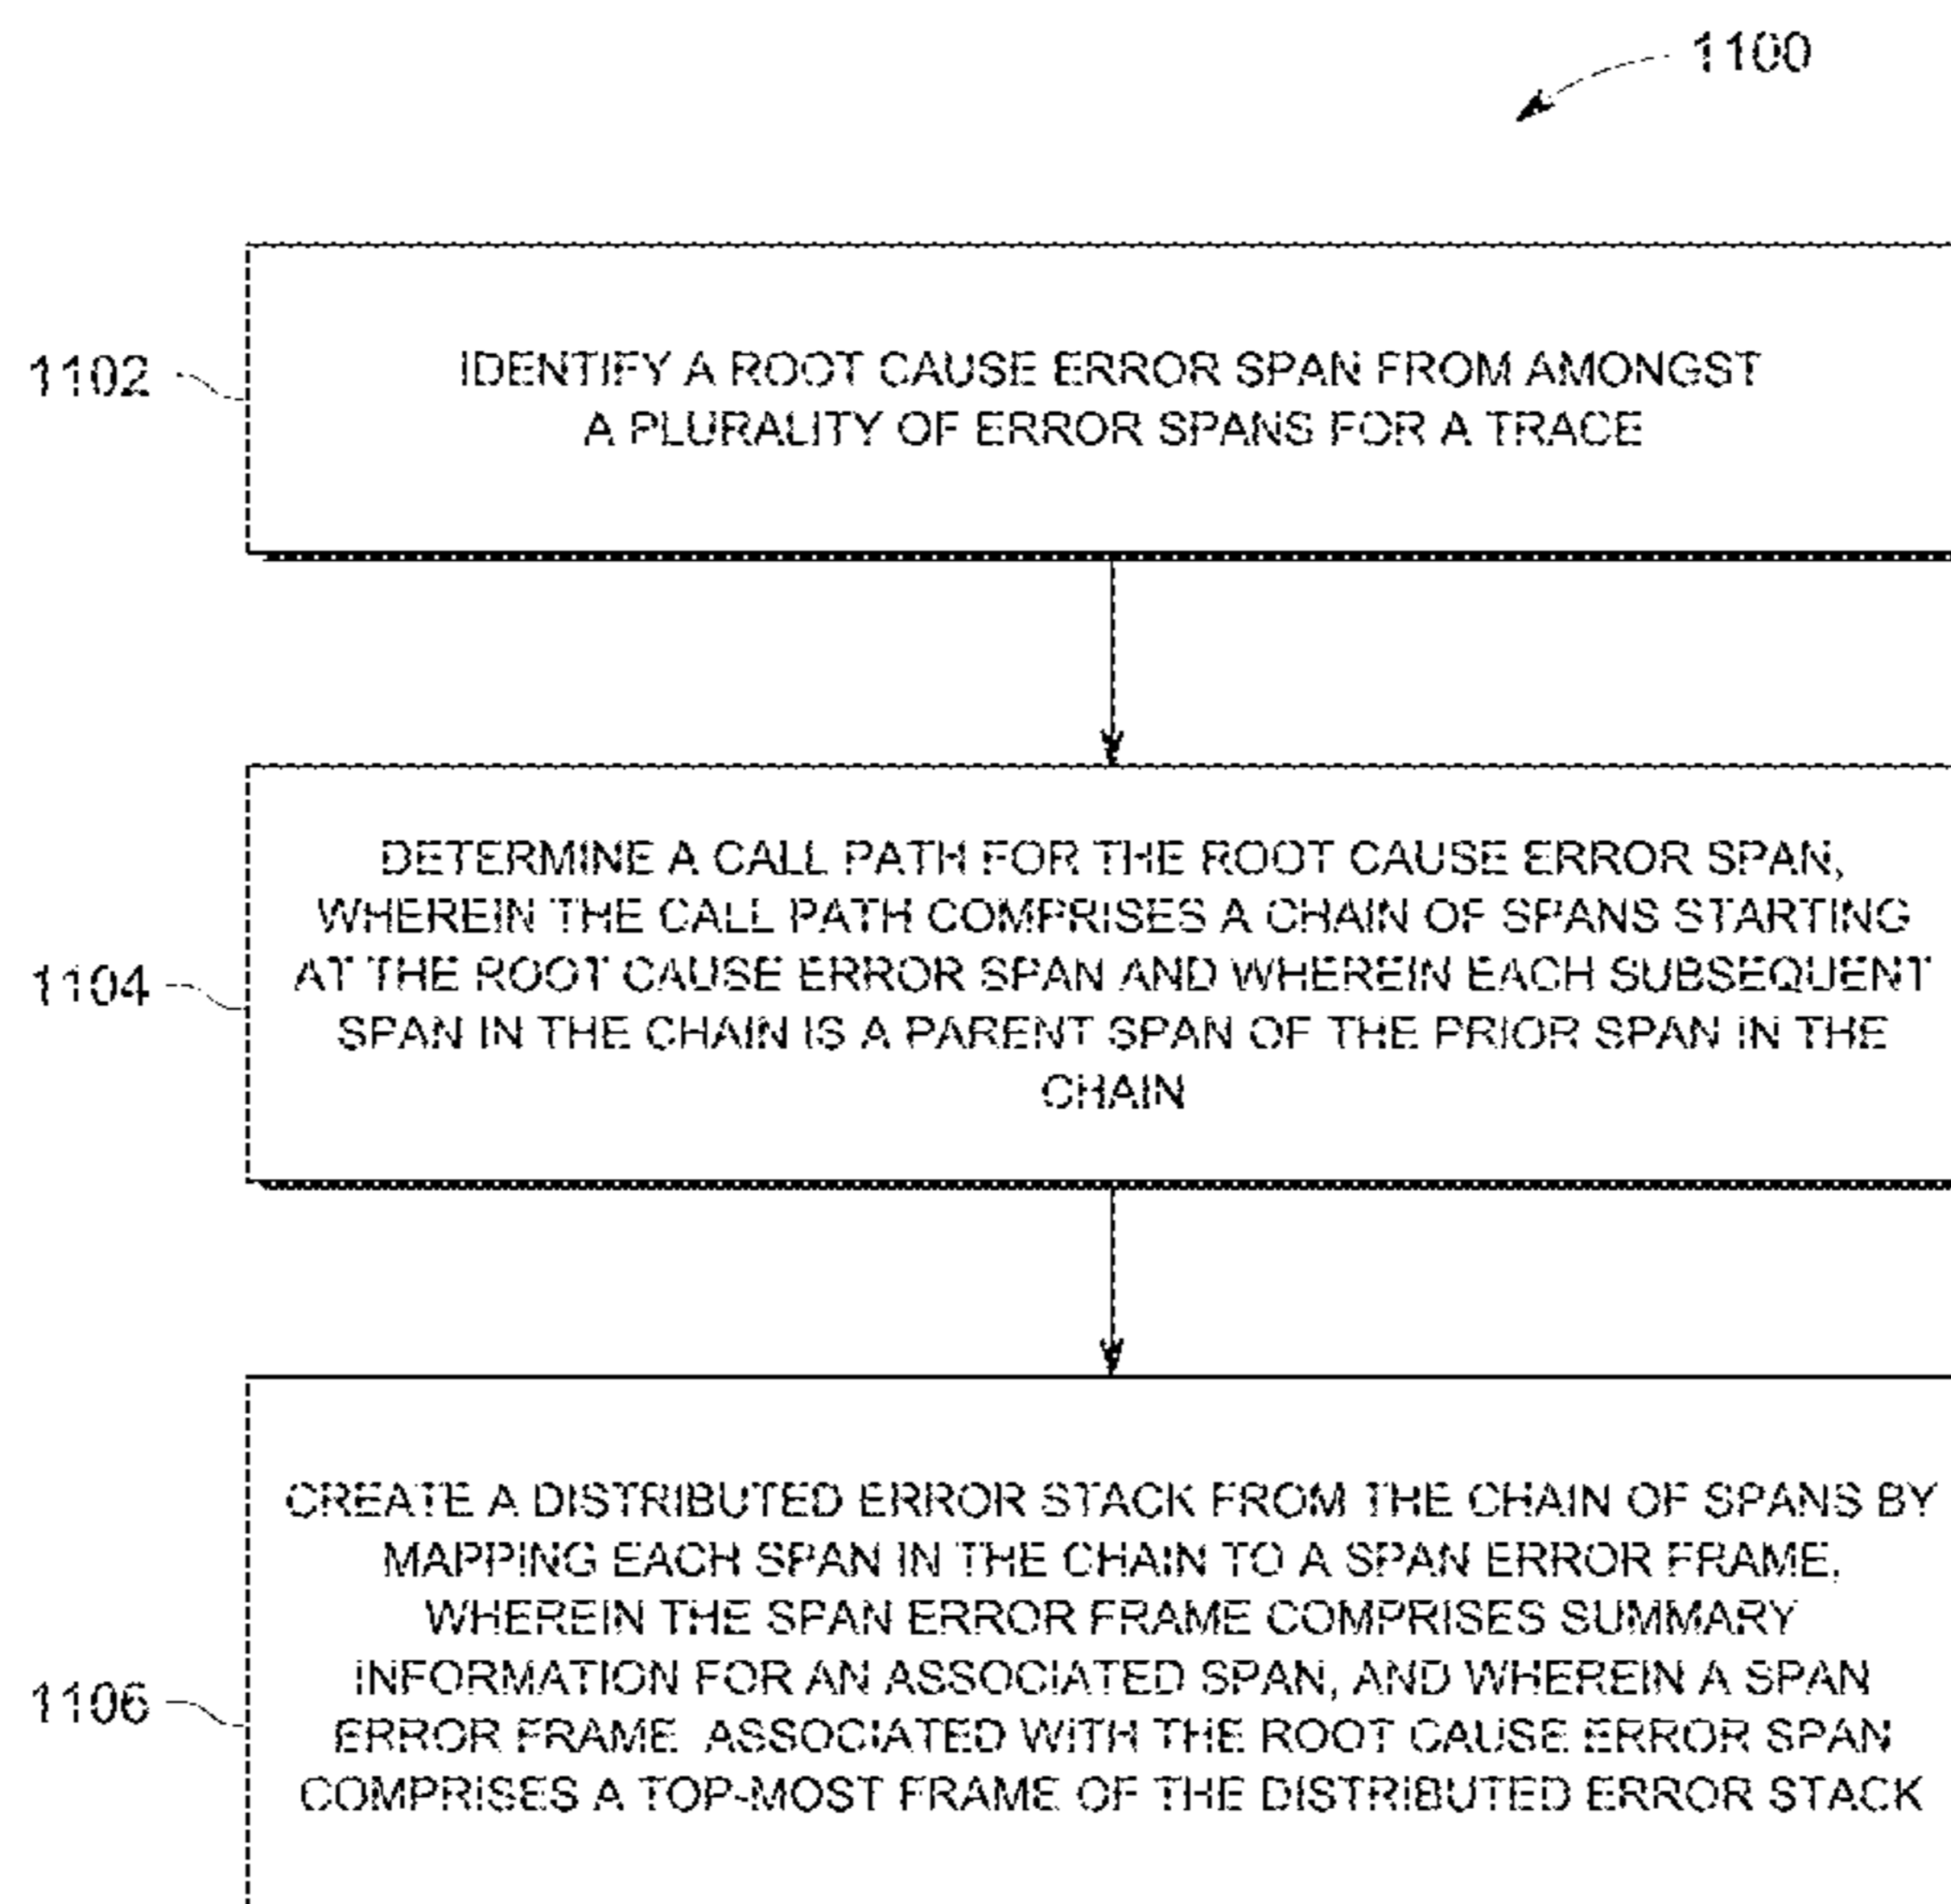 1100
1102
IDENTIFY A ROOT CAUSE ERROR SPAN FROM AMONGST
A PLURALITY OF ERROR SPANS FOR A TRACE
DETERMINE A CALL PATH FOR THE ROOT CAUSE ERROR SPAN,
WHEREIN THE CALL PATH COMPRISES A CHAIN OF SPANS STARTING
1104
AT THE ROOT CAUSE ERROR SPAN AND WHEREIN EACH SUBSEQUENT
SPAN IN THE CHAIN IS A PARENT SPAN OF THE PRIOR SPAN IN THE
CHAIN
CREATE A DISTRIBUTED ERROR STACK FROM THE CHAIN OF SPANS BY
MAPPING EACH SPAN IN THE CHAIN TO A SPAN ERROR FRAME,
WHEREIN THE SPAN ERROR FRAME COMPRISES SUMMARY
INFORMATION FOR AN ASSOCIATED SPAN, AND WHEREIN A SPAN
1106
ERROR FRAME ASSOCIATED WITH THE ROOT CAUSE ERROR SPAN
COMPRISES A TOP-MOST FRAME OF THE DISTRIBUTED ERROR STACK